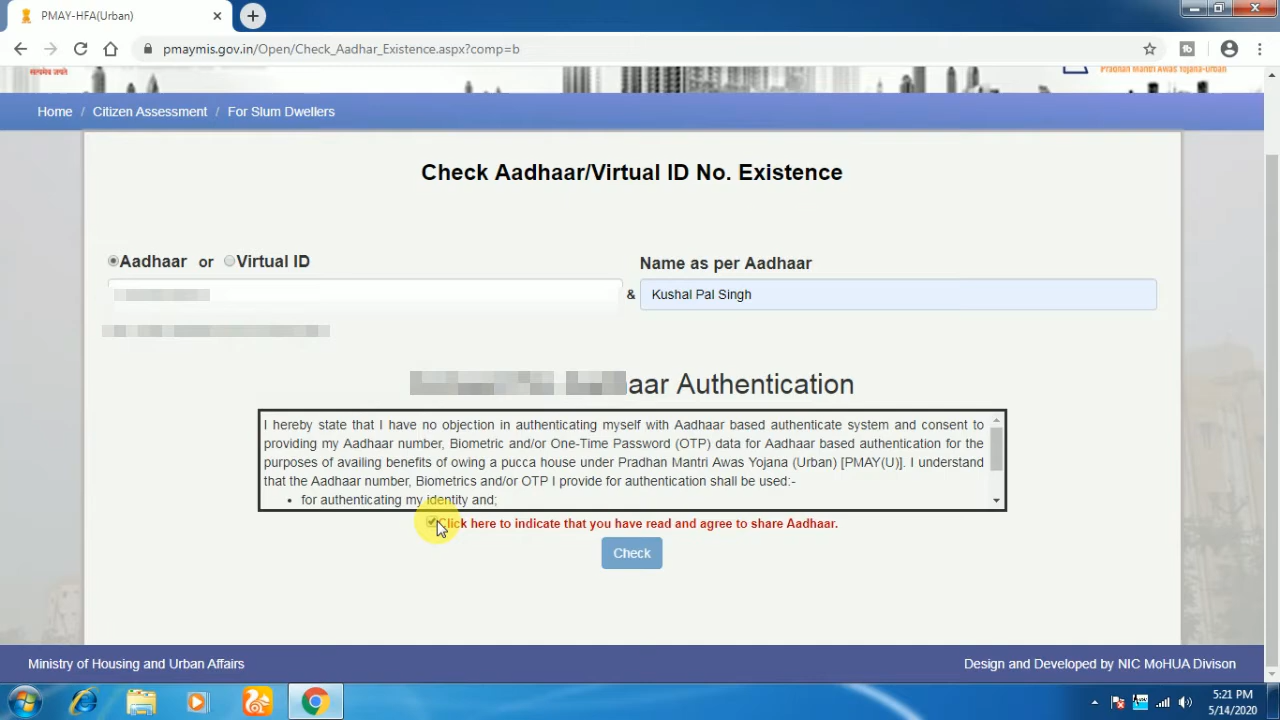 PMAY-HFA(Urban)
pmaymis.gov.in/Open/Check_Aadhar_Existence.aspx?comp=b
सत्यमेव जयते
Pradhan Mantri Awas Yojana-Urban
Home / Citizen Assessment / For Slum Dwellers
Check Aadhaar/Virtual ID No. Existence
Aadhaar or Virtual ID
Name as per Aadhaar
& Kushal Pal Singh
aar Authentication
I hereby state that I have no objection in authenticating myself with Aadhaar based authenticate system and consent to
providing my Aadhaar number, Biometric and/or One-Time Password (OTP) data for Aadhaar based authentication for the
purposes of availing benefits of owing a pucca house under Pradhan Mantri Awas Yojana (Urban) [PMAY(U)]. I understand
that the Aadhaar number, Biometrics and/or OTP I provide for authentication shall be used:-
• for authenticating my identity and;
Click here to indicate that you have read and agree to share Aadhaar.
Check
Ministry of Housing and Urban Affairs
Design and Developed by NIC MoHUA Divison
5:21 PM
5/14/2020